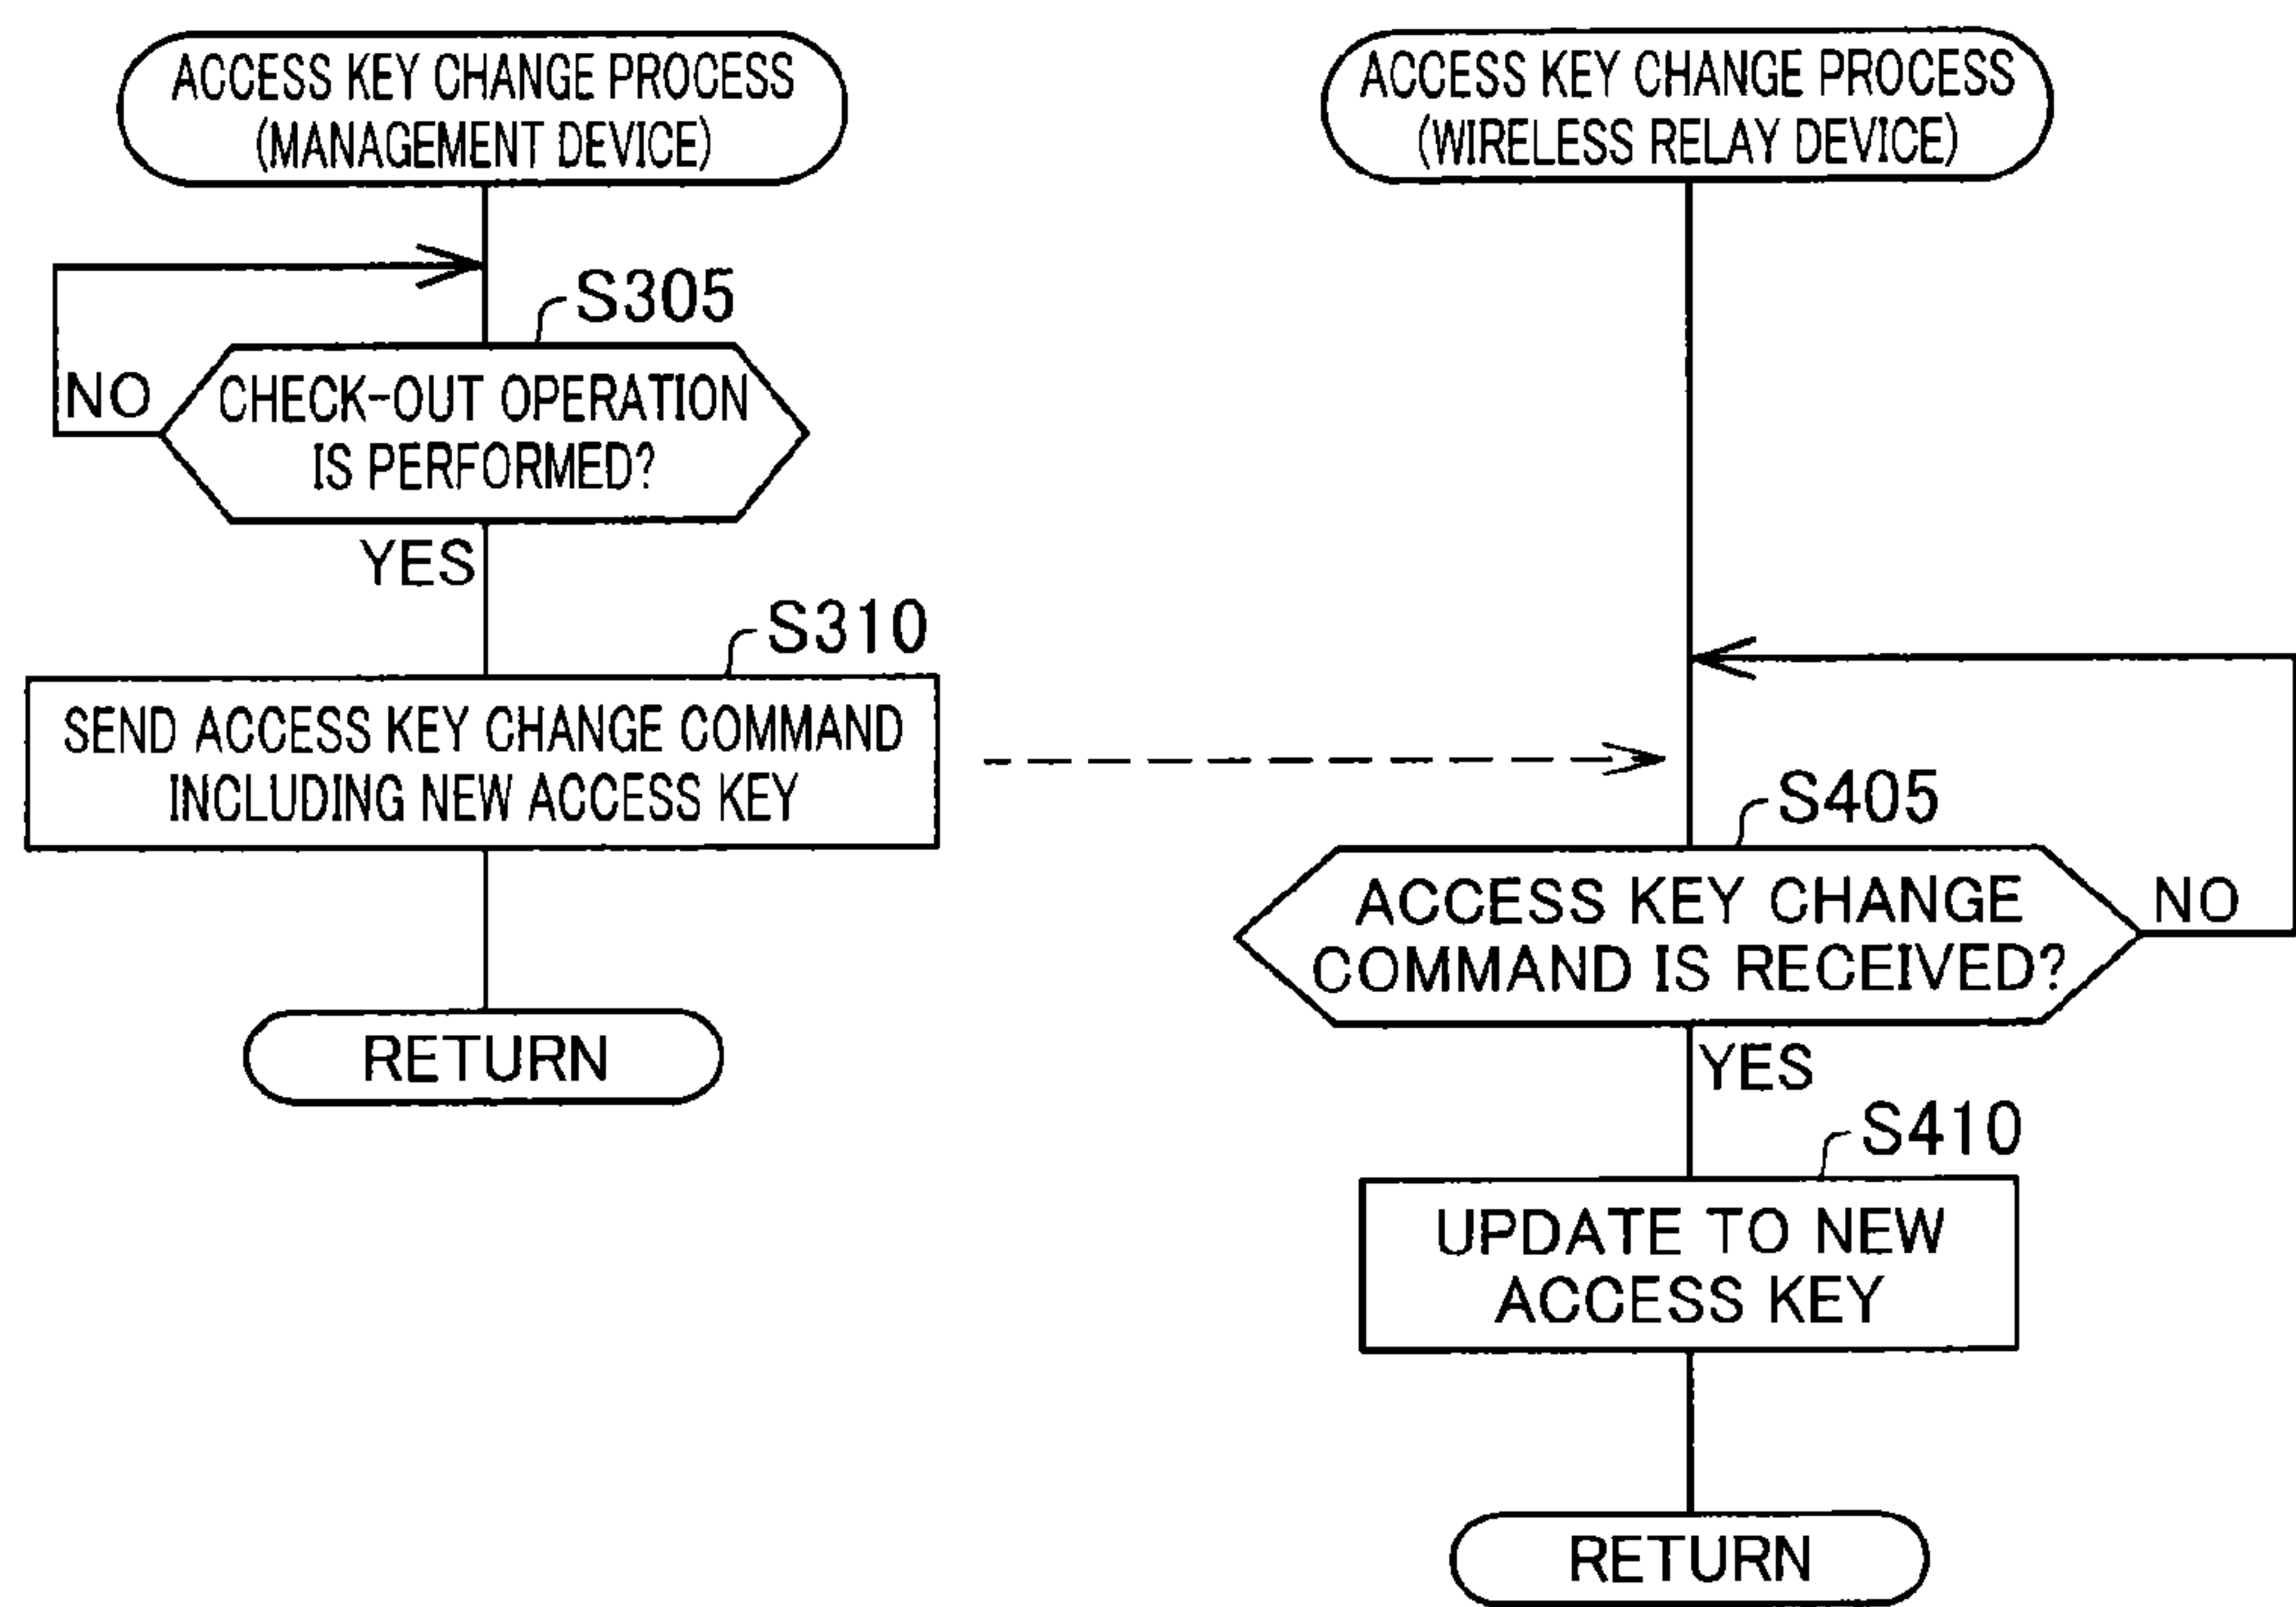 ACCESS KEY CHANGE PROCESS
(MANAGEMENT DEVICE)
S305
NO
CHECK-OUT OPERATION
IS PERFORMED?
YES
S310
SEND ACCESS KEY CHANGE COMMAND
INCLUDING NEW ACCESS KEY
RETURN
ACCESS KEY CHANGE PROCESS
(WIRELESS RELAY DEVICE)
S405
ACCESS KEY CHANGE
COMMAND IS RECEIVED?
NO
YES
S410
UPDATE TO NEW
ACCESS KEY
RETURN